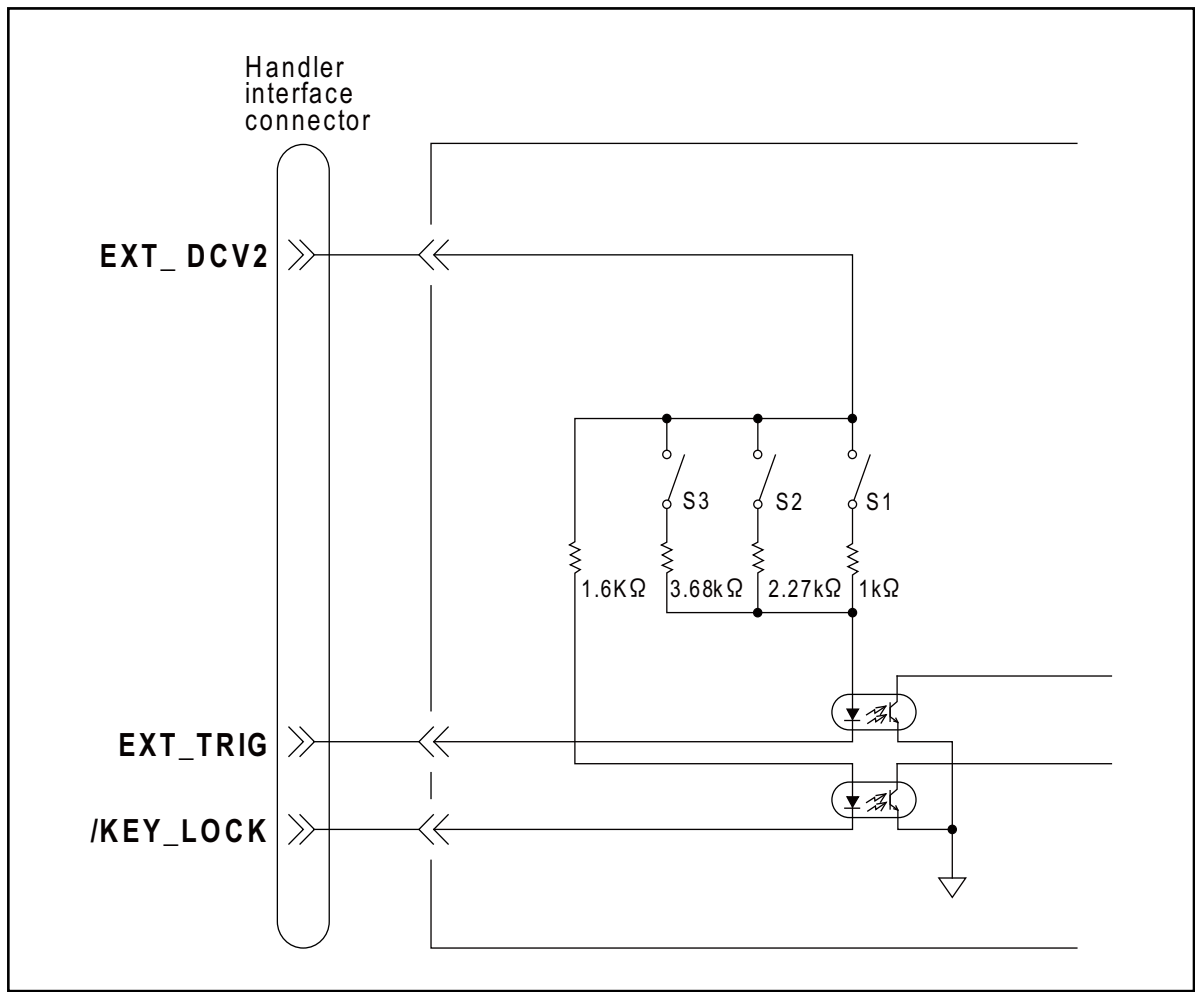 Handler
interface
connector
EXT_ DCV2
S3
S2
S1
1.6KΩ
3.68kΩ
2.27kΩ
1kΩ
EXT_TRIG
/KEY_LOCK